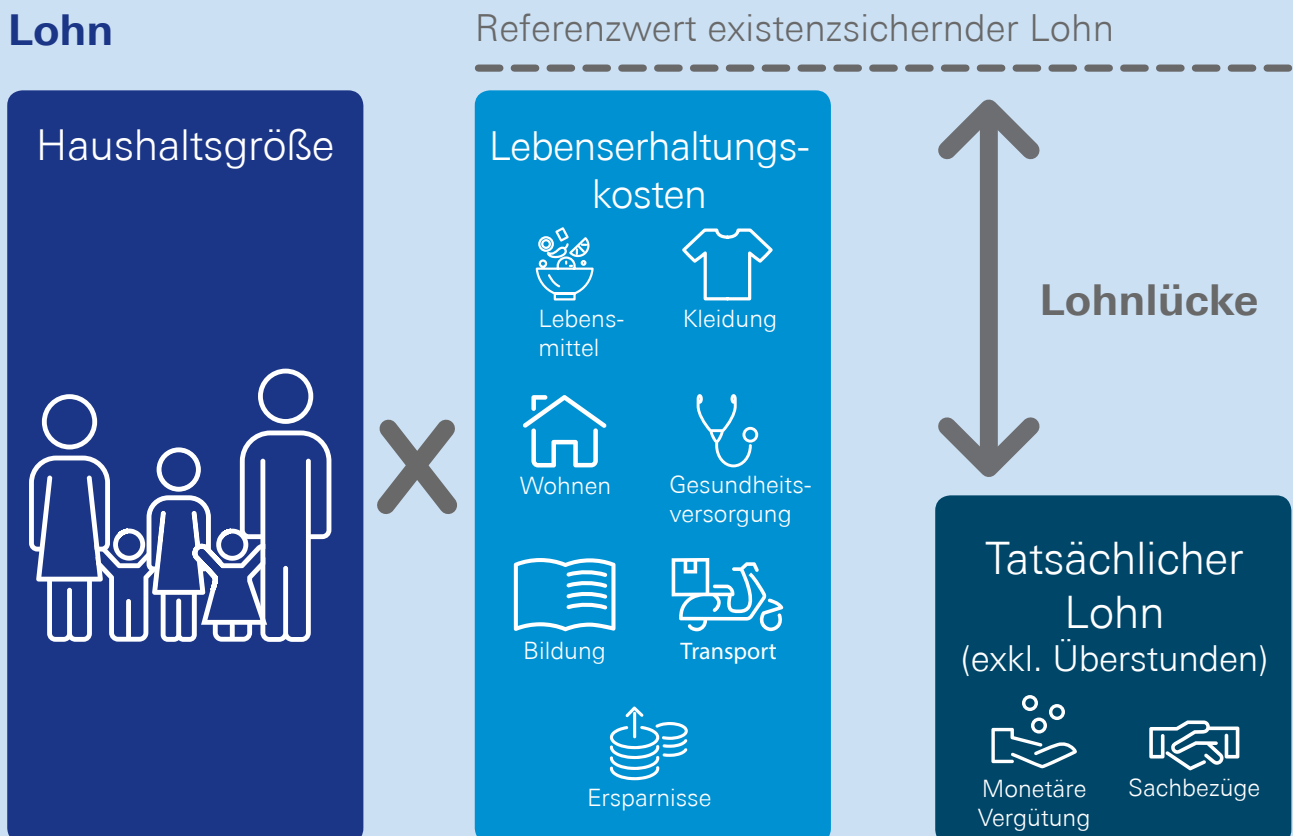 Lohn
Referenzwert existenzsichernder Lohn
Haushaltsgröße
Lebenserhaltungs-
kosten
Lebens-
mittel
Kleidung
Wohnen
Gesundheits-
versorgung
Bildung
Transport
Ersparnisse
Lohnlücke
Tatsächlicher
Lohn
(exkl. Überstunden)
Monetäre
Vergütung
Sachbezüge